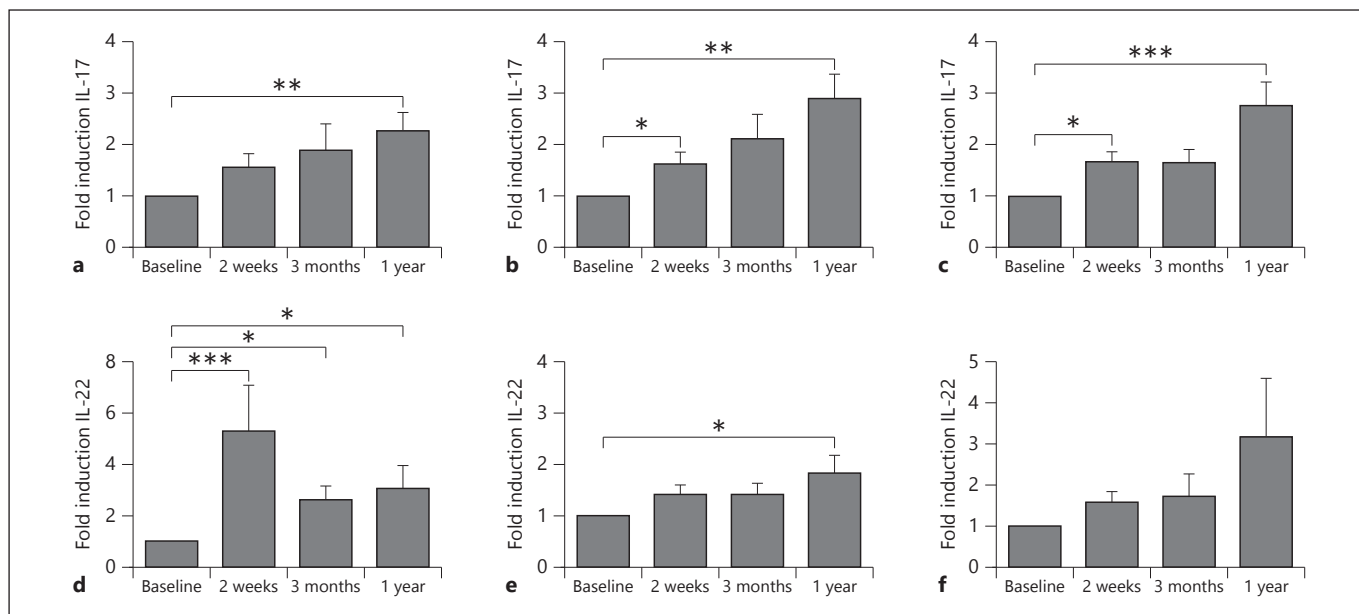 Fold induction IL-17
4
3
2
1
0
**
Baseline 2 weeks 3 months 1 year
a
Fold induction IL-17
4
3
2
1
0
**
*
Baseline 2 weeks 3 months 1 year
b
Fold induction IL-17
4
3
2
1
0
***
*
Baseline 2 weeks 3 months 1 year
c
Fold induction IL-22
8
6
4
2
0
*
*
***
Baseline 2 weeks 3 months 1 year
d
Fold induction IL-22
4
3
2
1
0
*
Baseline 2 weeks 3 months 1 year
e
Fold induction IL-22
5
4
3
2
1
0
Baseline 2 weeks 3 months 1 year
f